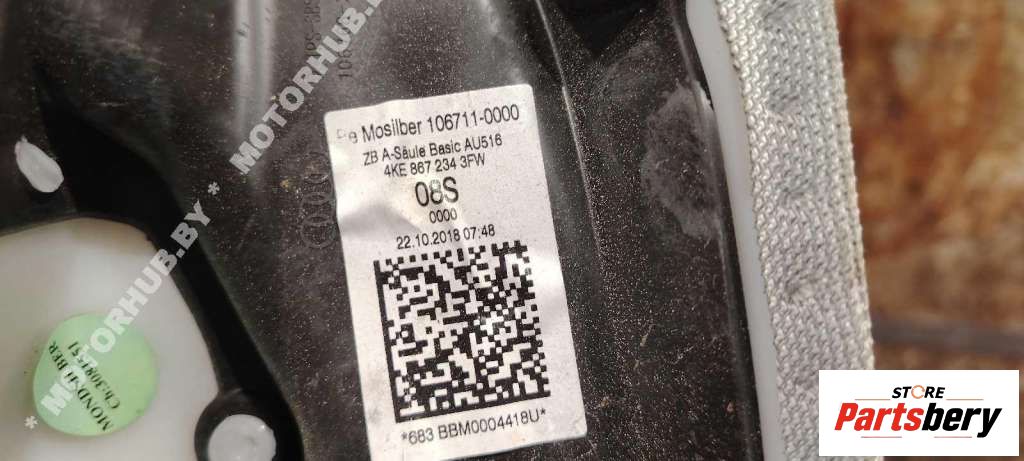 Mosilber 106711-0000
ZB A-Säule Basic AU516
4KE 867 234 3FW
08S
0000
22.10.2018 07:48
*683 BBM0004418U*
* MOTORHUB.BY * MOTORHUB.BY
STORE
Partsbery